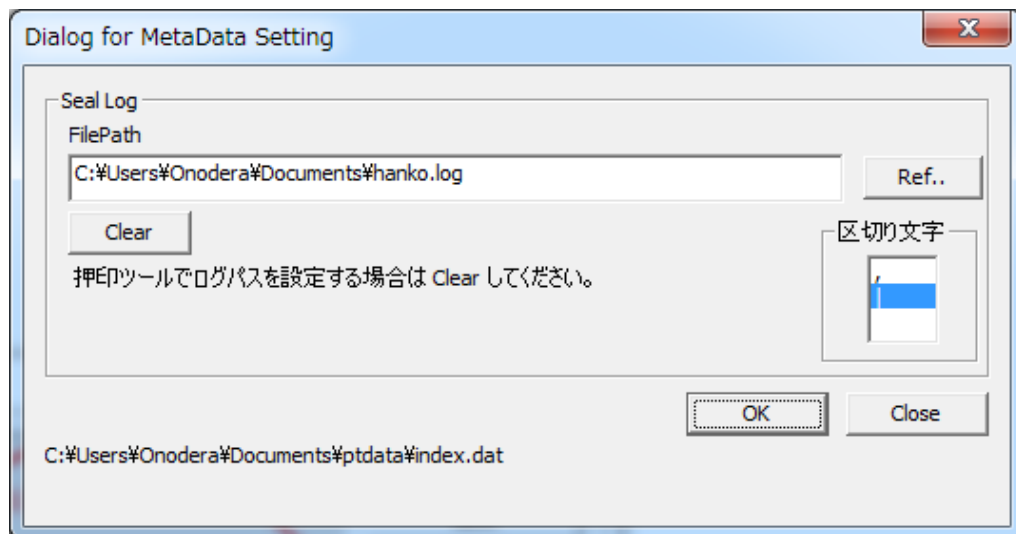 Dialog for MetaData Setting
Seal Log
FilePath
C:¥Users¥Onodera¥Documents¥hanko.log
Ref..
Clear
区切り文字
,
|
押印ツールでログパスを設定する場合は Clear してください。
OK
Close
C:¥Users¥Onodera¥Documents¥ptdata¥index.dat